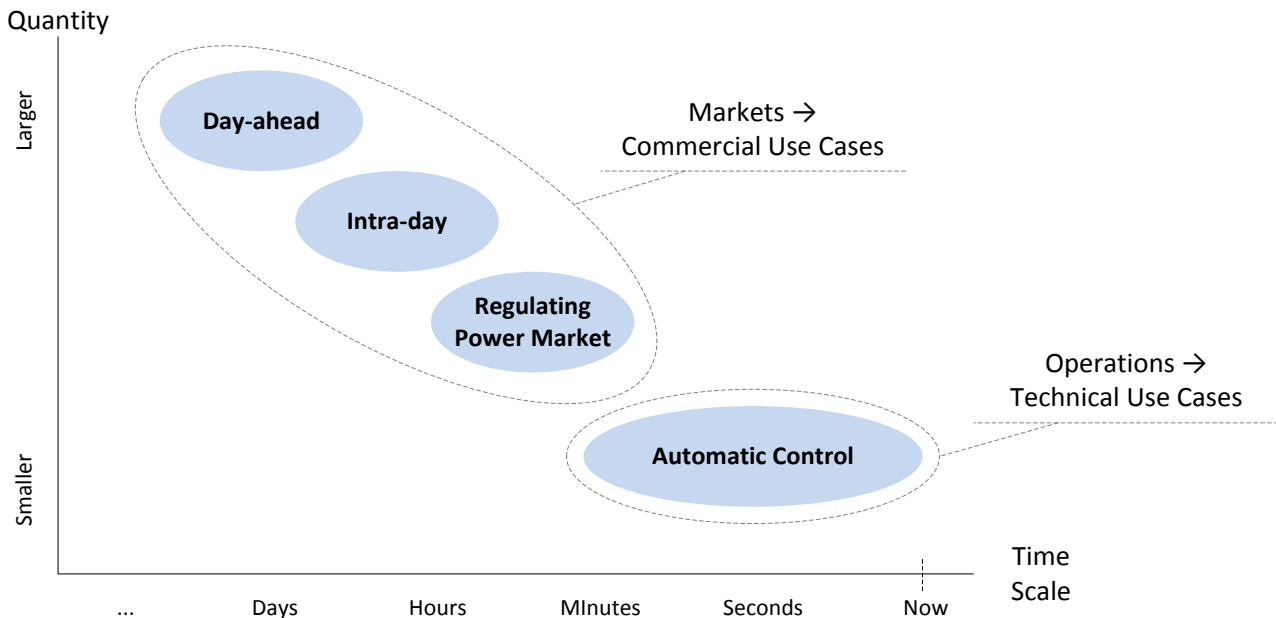 Quantity
Larger
Smaller
Day-ahead
Intra-day
Regulating
Power Market
Automatic Control
Markets →
Commercial Use Cases
Operations →
Technical Use Cases
Time
Scale
...
Days
Hours
MInutes
Seconds
Now